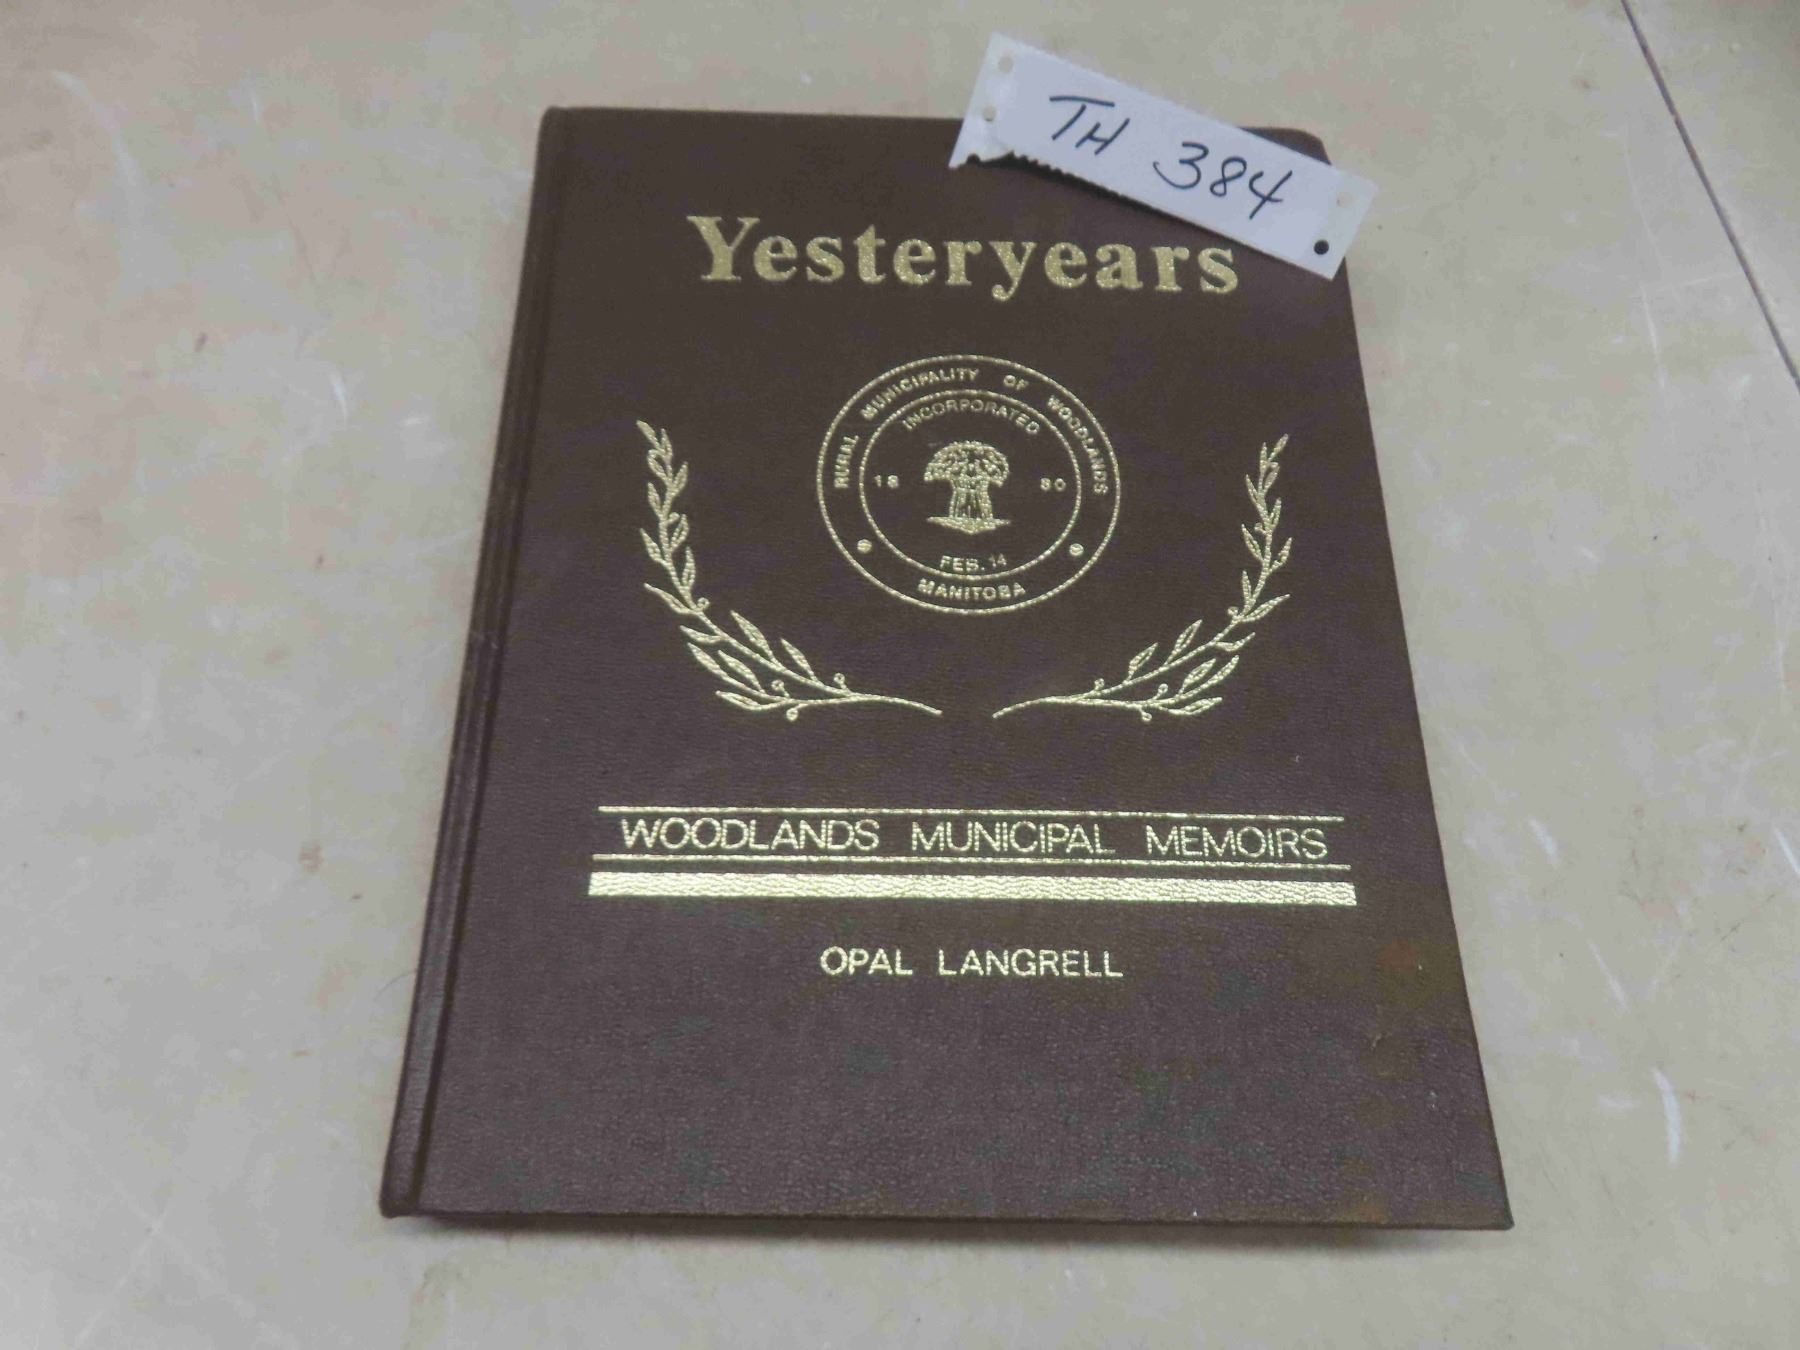 TH 384
Yesteryears
RURAL MUNICIPALITY OF WOODLANDS
INCORPORATED
18 80
FEB. 14
MANITOBA
WOODLANDS MUNICIPAL MEMOIRS
OPAL LANGRELL